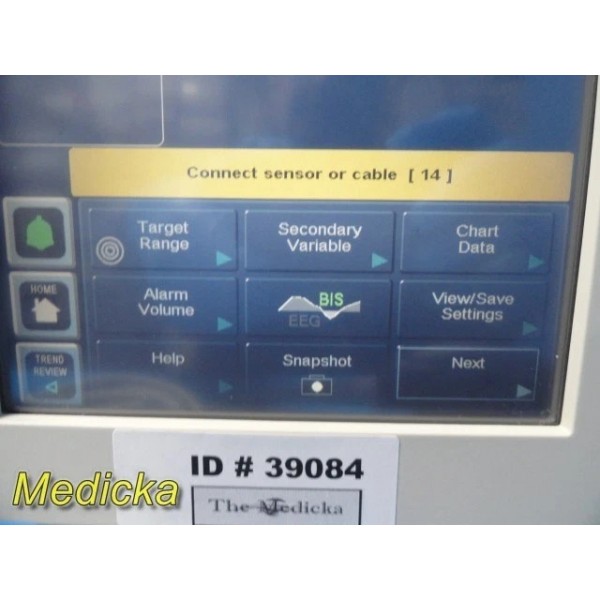 Connect sensor or cable [ 14 ]
Target
Range
Secondary
Variable
Chart
Data
HOME
Alarm
Volume
BIS
EEG
View/Save
Settings
TREND
REVIEW
Help
Snapshot
Next
ID # 39084
Medicka
The Medicka